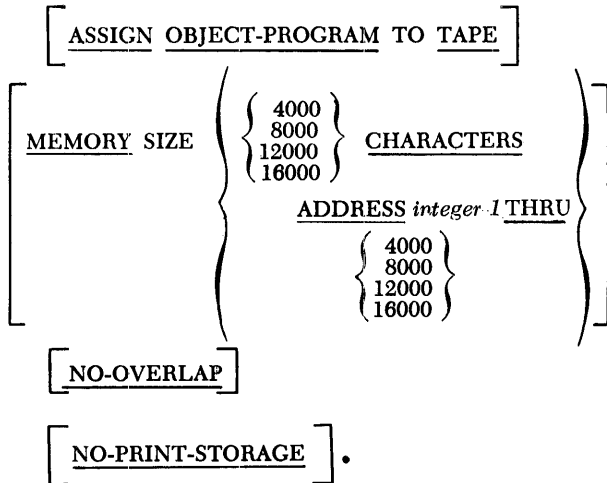 [ ASSIGN OBJECT-PROGRAM TO TAPE ]
4000
8000
MEMORY SIZE 12000 CHARACTERS
16000
ADDRESS integer 1 THRU
4000
8000
12000
16000
[ NO-OVERLAP ]
[ NO-PRINT-STORAGE ] .